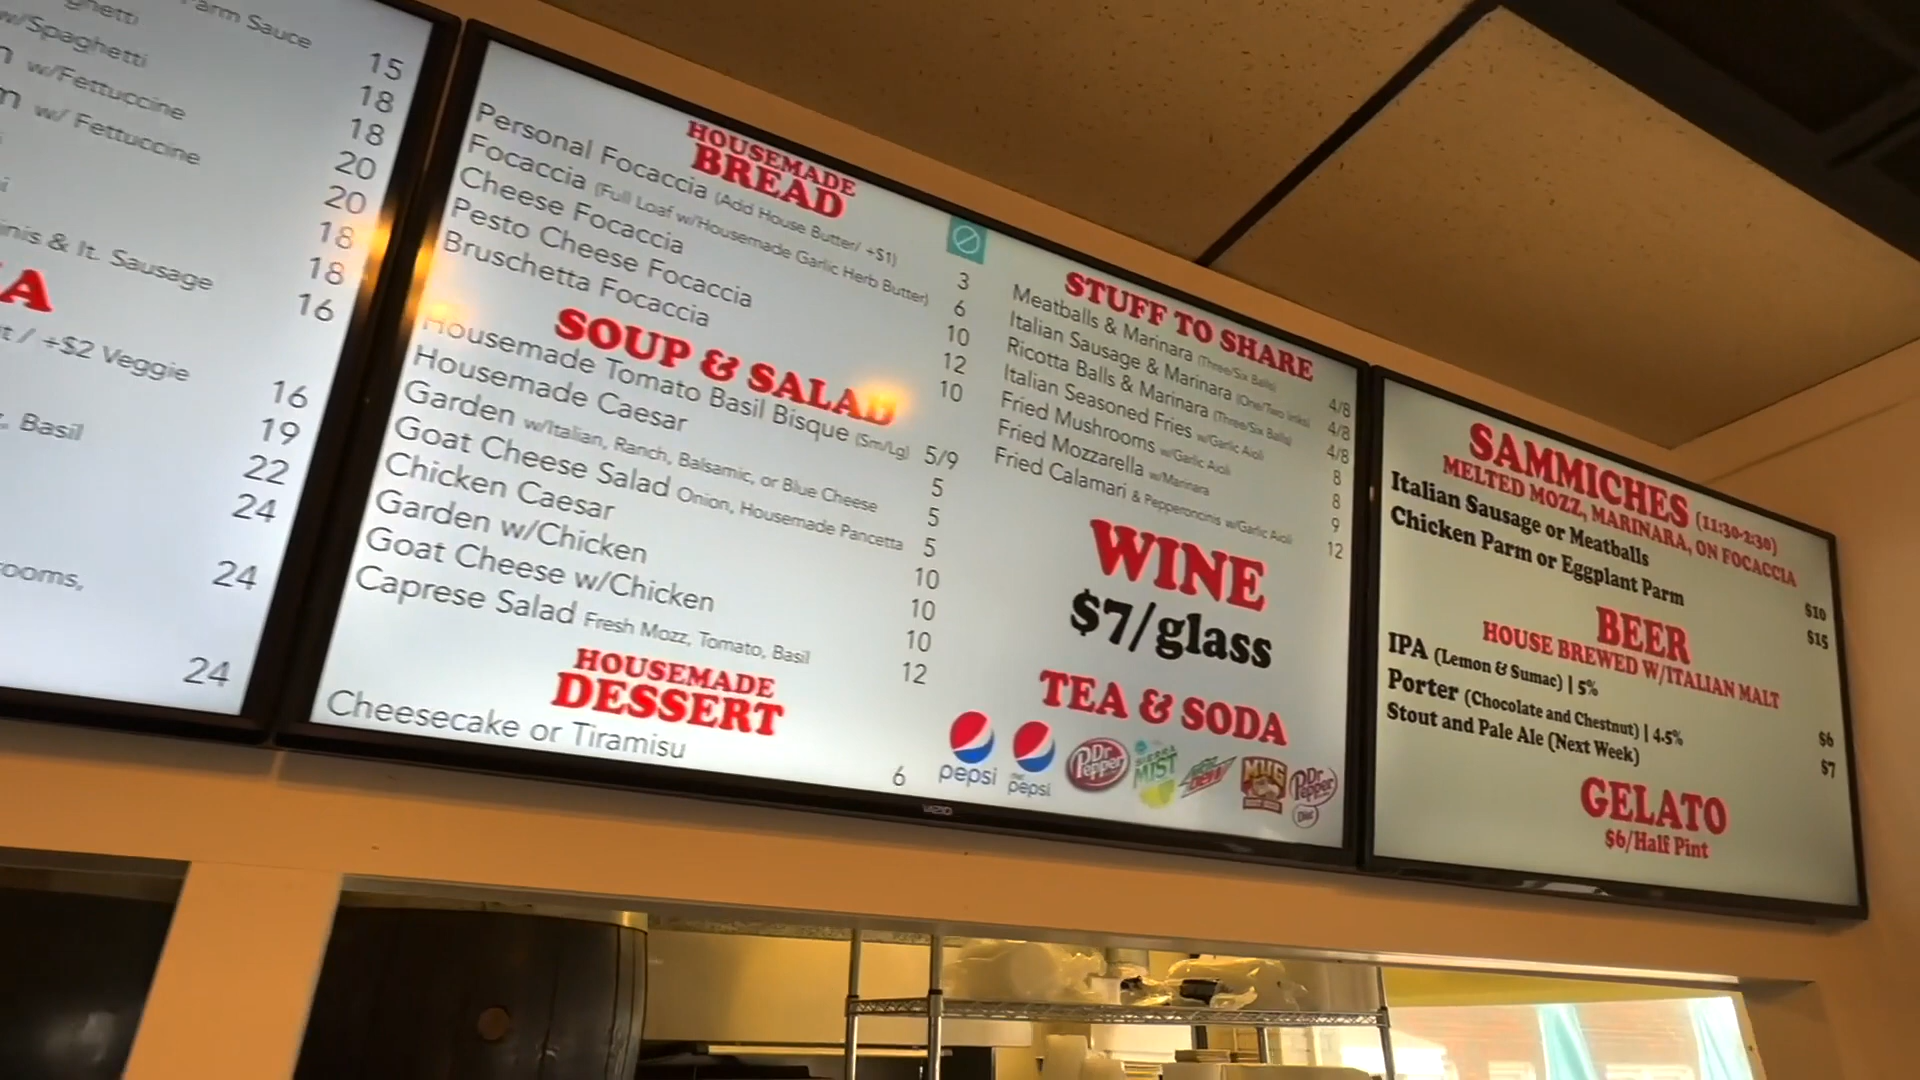 arm Sauce 15
ghetti 18
w/Spaghetti 18
w/Fettuccine 20
w/ Fettuccine 20
18
18
inis & It. Sausage 16
A
/ +$2 Veggie
16
Basil 19
22
24
ooms, 24
24
HOUSEMADE
BREAD
Personal Focaccia (Add House Butter/ +$1) 3
Focaccia (Full Loaf w/Housemade Garlic Herb Butter) 6
Cheese Focaccia 10
Pesto Cheese Focaccia 12
Bruschetta Focaccia 10
SOUP & SALAD
Housemade Tomato Basil Bisque (Sm/Lg) 5/9
Housemade Caesar 5
Garden w/Italian, Ranch, Balsamic, or Blue Cheese 5
Goat Cheese Salad Onion, Housemade Pancetta 5
Chicken Caesar 10
Garden w/Chicken 10
Goat Cheese w/Chicken 10
Caprese Salad Fresh Mozz, Tomato, Basil 12
HOUSEMADE
DESSERT
Cheesecake or Tiramisu 6
STUFF TO SHARE
Meatballs & Marinara (Three/Six Balls) 4/8
Italian Sausage & Marinara (One/Two links) 4/8
Ricotta Balls & Marinara (Three/Six Balls) 4/8
Italian Seasoned Fries w/Garlic Aioli 8
Fried Mushrooms w/Garlic Aioli 8
Fried Mozzarella w/Marinara 9
Fried Calamari & Pepperoncinis w/Garlic Aioli 12
WINE
$7/glass
TEA & SODA
pepsi
diet pepsi
Dr Pepper
SIERRA MIST
Mtn DEW
MUG
Dr Pepper Diet
VIZIO
SAMMICHES (11:30-2:30)
MELTED MOZZ, MARINARA, ON FOCACCIA
Italian Sausage or Meatballs $10
Chicken Parm or Eggplant Parm $15
BEER
HOUSE BREWED W/ITALIAN MALT
IPA (Lemon & Sumac) | 5% $6
Porter (Chocolate and Chestnut) | 4.5% $7
Stout and Pale Ale (Next Week)
GELATO
$6/Half Pint